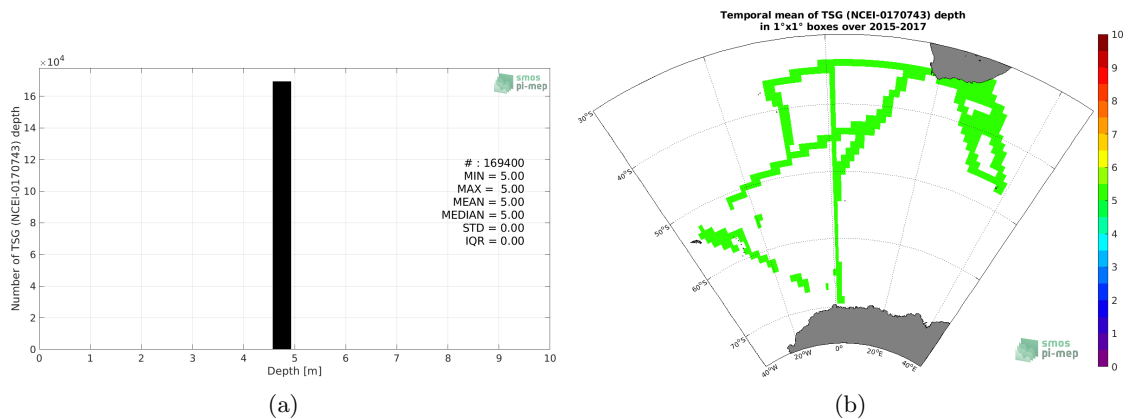 Temporal mean of TSG (NCEI-0170743) depth
in 1°x1° boxes over 2015-2017
×10⁴
16
14
12
10
8
6
4
2
0
Number of TSG (NCEI-0170743) depth
0 1 2 3 4 5 6 7 8 9 10
Depth [m]
smos
pi-mep
# : 169400
MIN = 5.00
MAX = 5.00
MEAN = 5.00
MEDIAN = 5.00
STD = 0.00
IQR = 0.00
30°S
40°S
50°S
60°S
70°S
40°W
20°W
0°
20°E
40°E
10
9
8
7
6
5
4
3
2
1
0
smos
pi-mep
(a)
(b)